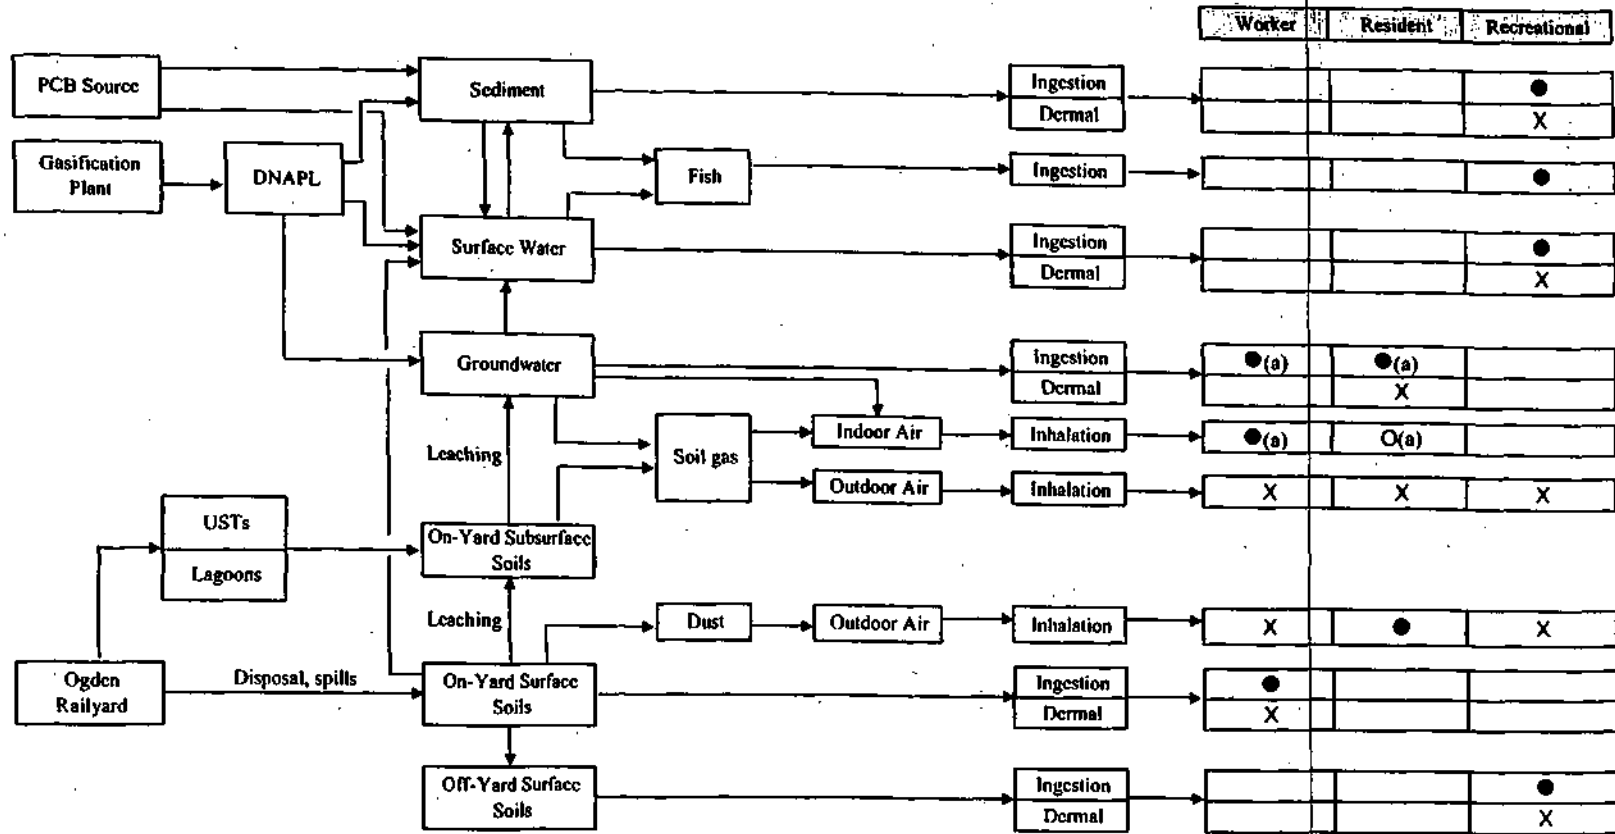 Worker Resident Recreational
PCB Source
Sediment
Ingestion
Dermal
●
X
Gasification
Plant
DNAPL
Fish
Ingestion
●
Surface Water
Ingestion
Dermal
●
X
Groundwater
Ingestion
Dermal
●(a) ●(a)
X
Leaching
Soil gas
Indoor Air
Inhalation
●(a) O(a)
Outdoor Air
Inhalation
X X X
USTs
Lagoons
On-Yard Subsurface
Soils
Leaching
Dust
Outdoor Air
Inhalation
X ● X
Ogden
Railyard
Disposal, spills
On-Yard Surface
Soils
Ingestion
Dermal
●
X
Off-Yard Surface
Soils
Ingestion
Dermal
●
X